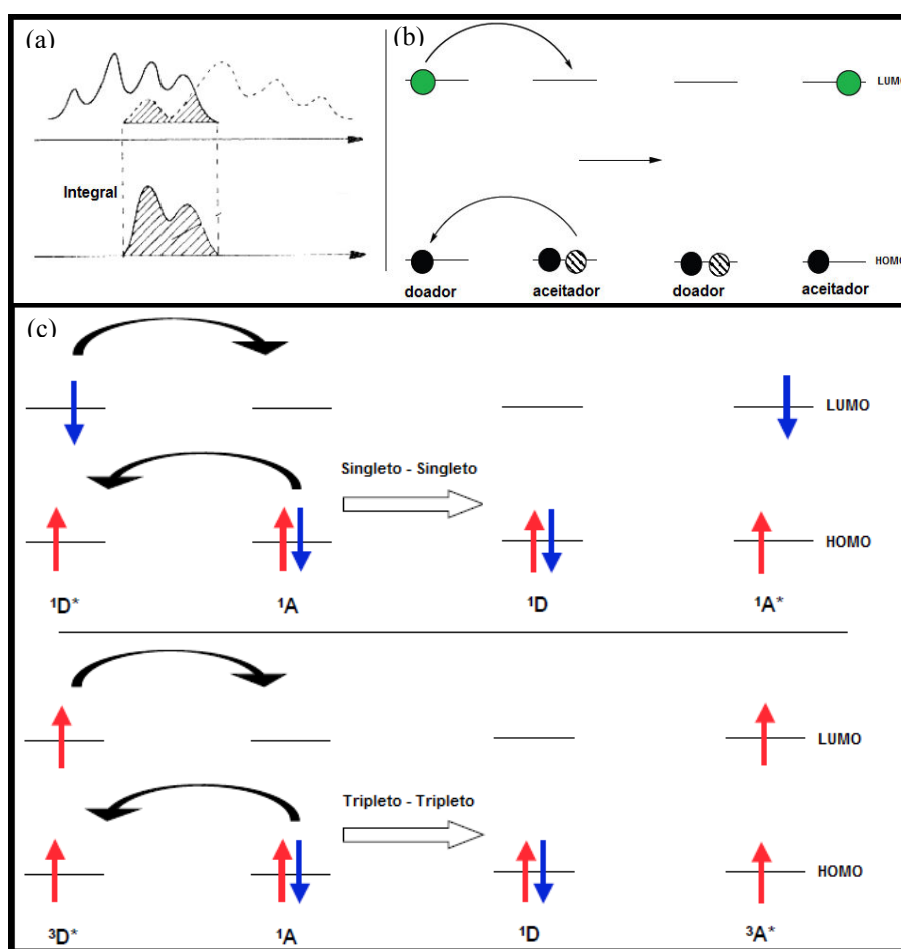 (a)
Integral
(b)
LUMO
HOMO
doador aceitador doador aceitador
(c)
LUMO
Singleto - Singleto
HOMO
¹D* ¹A ¹D ¹A*
LUMO
Tripleto - Tripleto
HOMO
³D* ¹A ¹D ³A*